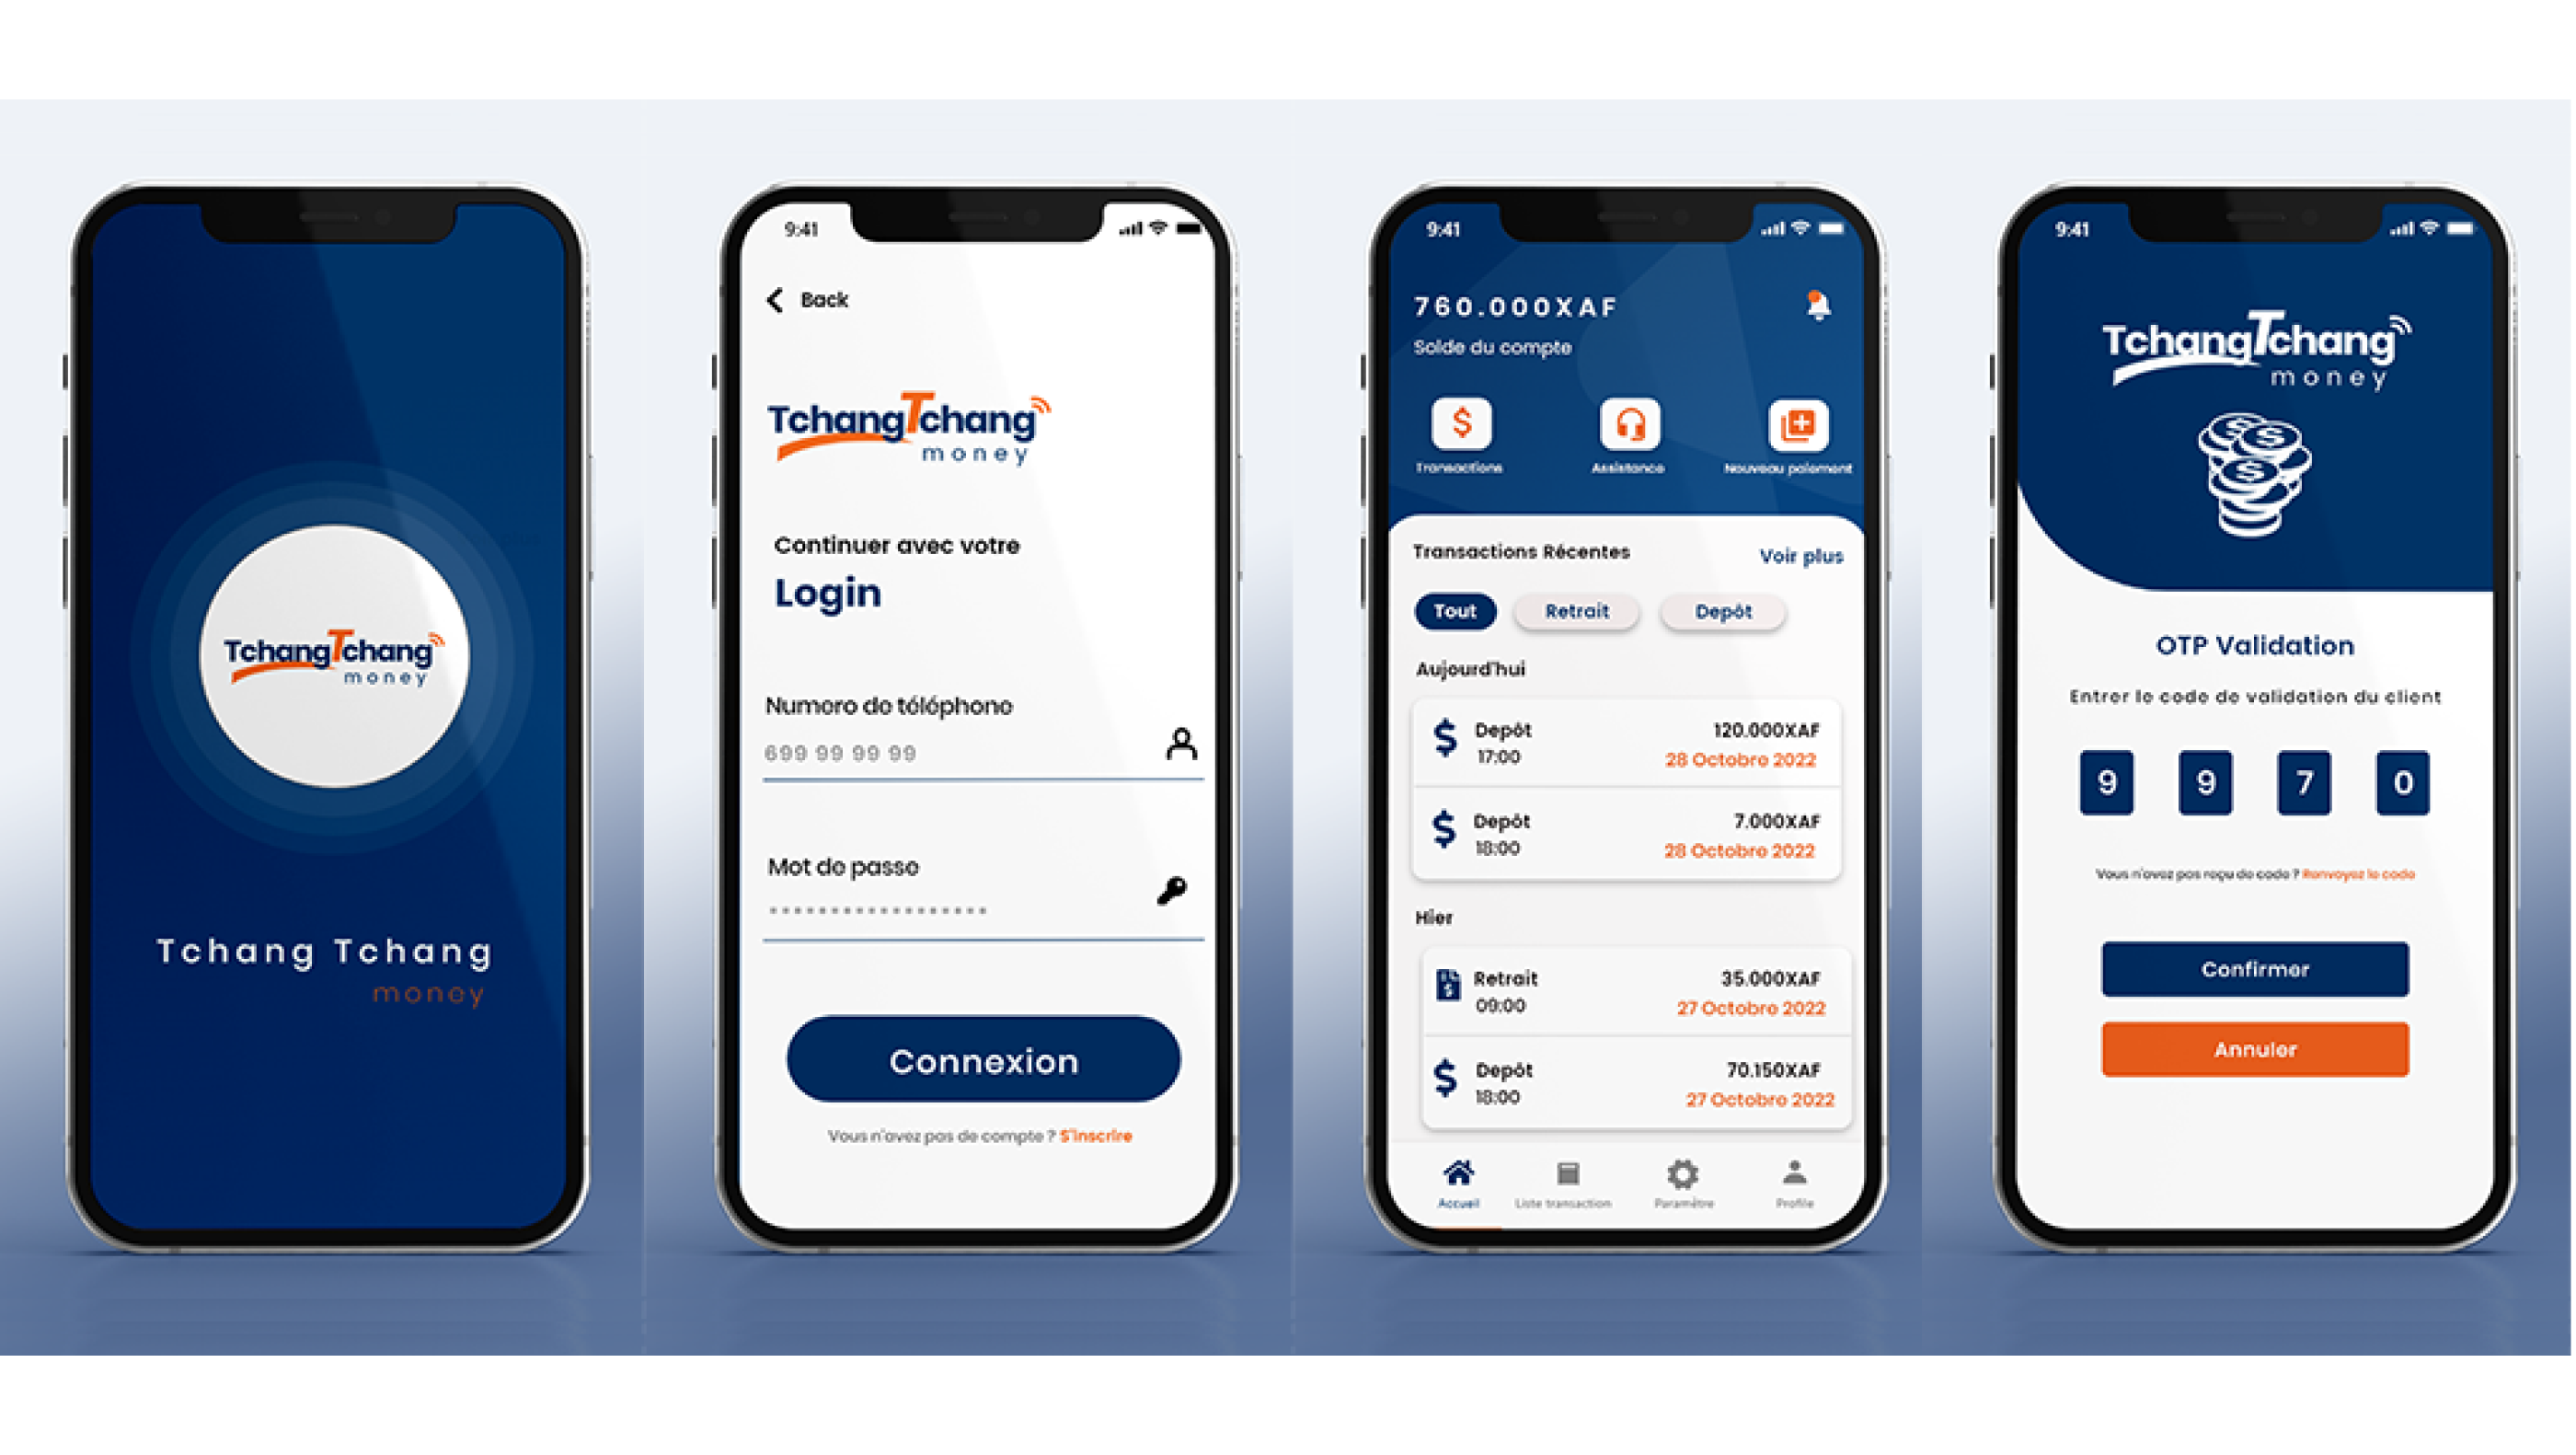 TchangTchang
money
Tchang Tchang
money
9:41
Back
TchangTchang
money
Continuer avec votre
Login
Numero de téléphone
699 99 99 99
Mot de passe
Connexion
Vous n'avez pas de compte ? S'inscrire
9:41
760.000XAF
Solde du compte
Transactions
Assistance
Nouveau paiement
Transactions Récentes
Voir plus
Tout
Retrait
Depôt
Aujourd'hui
Depôt
120.000XAF
17:00
28 Octobre 2022
Depôt
7.000XAF
18:00
28 Octobre 2022
Hier
Retrait
35.000XAF
09:00
27 Octobre 2022
Depôt
70.150XAF
18:00
27 Octobre 2022
Accueil
Liste transaction
Paramètre
Profile
9:41
TchangTchang
money
OTP Validation
Entrer le code de validation du client
9 9 7 0
Vous n'avez pas reçu de code ? Renvoyez le code
Confirmer
Annuler